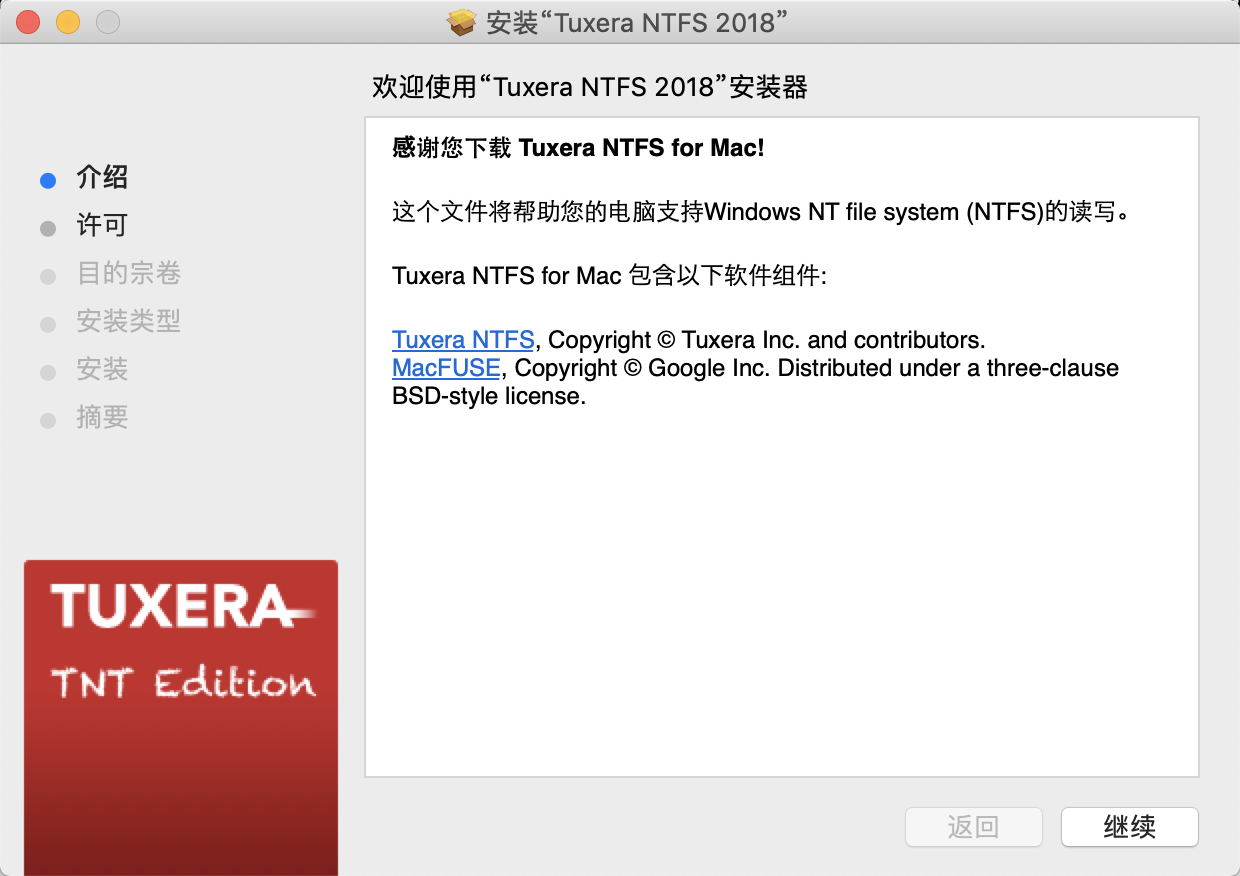 安装“Tuxera NTFS 2018”
欢迎使用“Tuxera NTFS 2018”安装器
介绍
许可
目的宗卷
安装类型
安装
摘要
感谢您下载 Tuxera NTFS for Mac!
这个文件将帮助您的电脑支持Windows NT file system (NTFS)的读写。
Tuxera NTFS for Mac 包含以下软件组件:
Tuxera NTFS, Copyright © Tuxera Inc. and contributors.
MacFUSE, Copyright © Google Inc. Distributed under a three-clause
BSD-style license.
TUXERA
TNT Edition
返回
继续